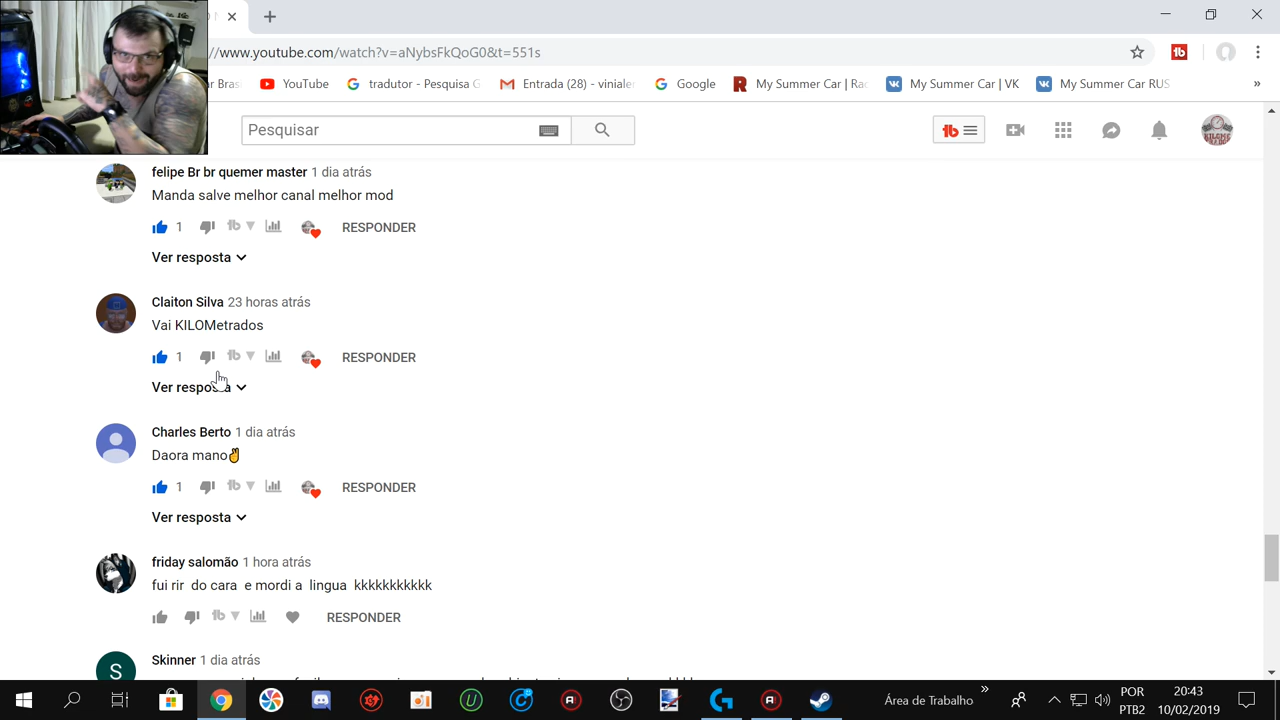 //www.youtube.com/watch?v=aNybsFkQoG0&t=551s
YouTube
tradutor - Pesquisa G
Entrada (28) - vinialer
Google
My Summer Car | Rac
My Summer Car | VK
My Summer Car RUS
»
Pesquisar
felipe Br br quemer master 1 dia atrás
Manda salve melhor canal melhor mod
1 RESPONDER
Ver resposta
Claiton Silva 23 horas atrás
Vai KILOMetrados
1 RESPONDER
Ver resposta
Charles Berto 1 dia atrás
Daora mano✌
1 RESPONDER
Ver resposta
friday salomão 1 hora atrás
fui rir do cara e mordi a lingua kkkkkkkkkkk
RESPONDER
S
Skinner 1 dia atrás
Área de Trabalho
»
POR
PTB2
20:43
10/02/2019